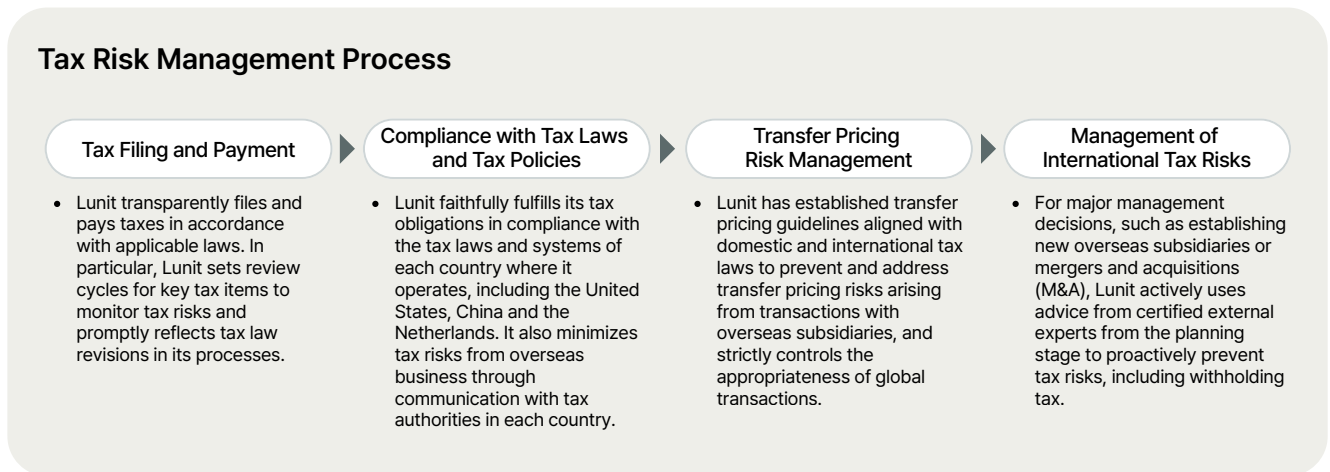 Tax Risk Management Process
Tax Filing and Payment
• Lunit transparently files and
pays taxes in accordance
with applicable laws. In
particular, Lunit sets review
cycles for key tax items to
monitor tax risks and
promptly reflects tax law
revisions in its processes.
Compliance with Tax Laws
and Tax Policies
• Lunit faithfully fulfills its tax
obligations in compliance with
the tax laws and systems of
each country where it
operates, including the United
States, China and the
Netherlands. It also minimizes
tax risks from overseas
business through
communication with tax
authorities in each country.
Transfer Pricing
Risk Management
• Lunit has established transfer
pricing guidelines aligned with
domestic and international tax
laws to prevent and address
transfer pricing risks arising
from transactions with
overseas subsidiaries, and
strictly controls the
appropriateness of global
transactions.
Management of
International Tax Risks
• For major management
decisions, such as establishing
new overseas subsidiaries or
mergers and acquisitions
(M&A), Lunit actively uses
advice from certified external
experts from the planning
stage to proactively prevent
tax risks, including withholding
tax.